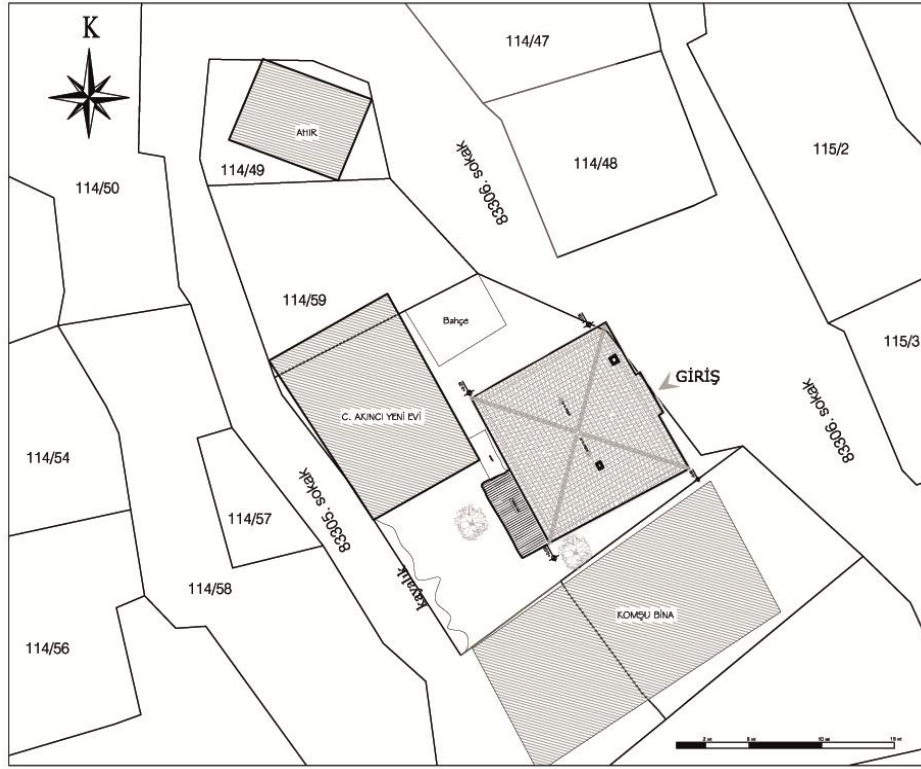 K
114/47
AHIR
83306. sokak
114/48
115/2
114/49
114/50
114/59
Bahçe
115/3
GİRİŞ
C. AKINCI YENİ EVİ
83306. sokak
114/54
83305. sokak
114/57
kayalık
114/58
KOMŞU BİNA
114/56